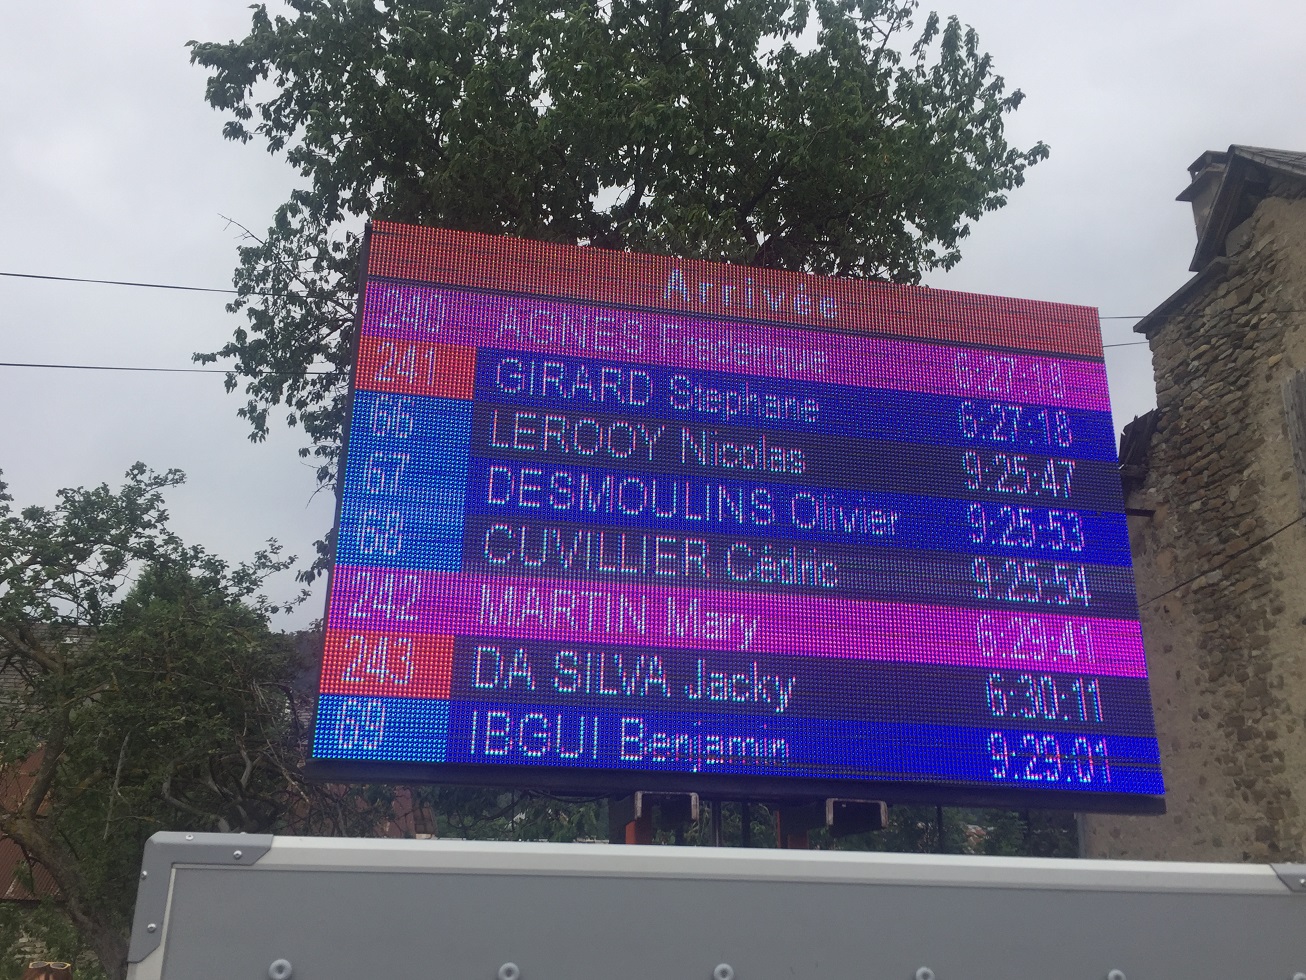 Arrivée
240 AGNES Frederique 6:27:13
241 GIRARD Stephane 6:27:18
66 LEROOY Nicolas 9:25:47
67 DESMOULINS Olivier 9:25:53
68 CUVILLIER Cédric 9:25:54
242 MARTIN Mary 6:29:41
243 DA SILVA Jacky 6:30:11
69 IBGUI Benjamin 9:29:01